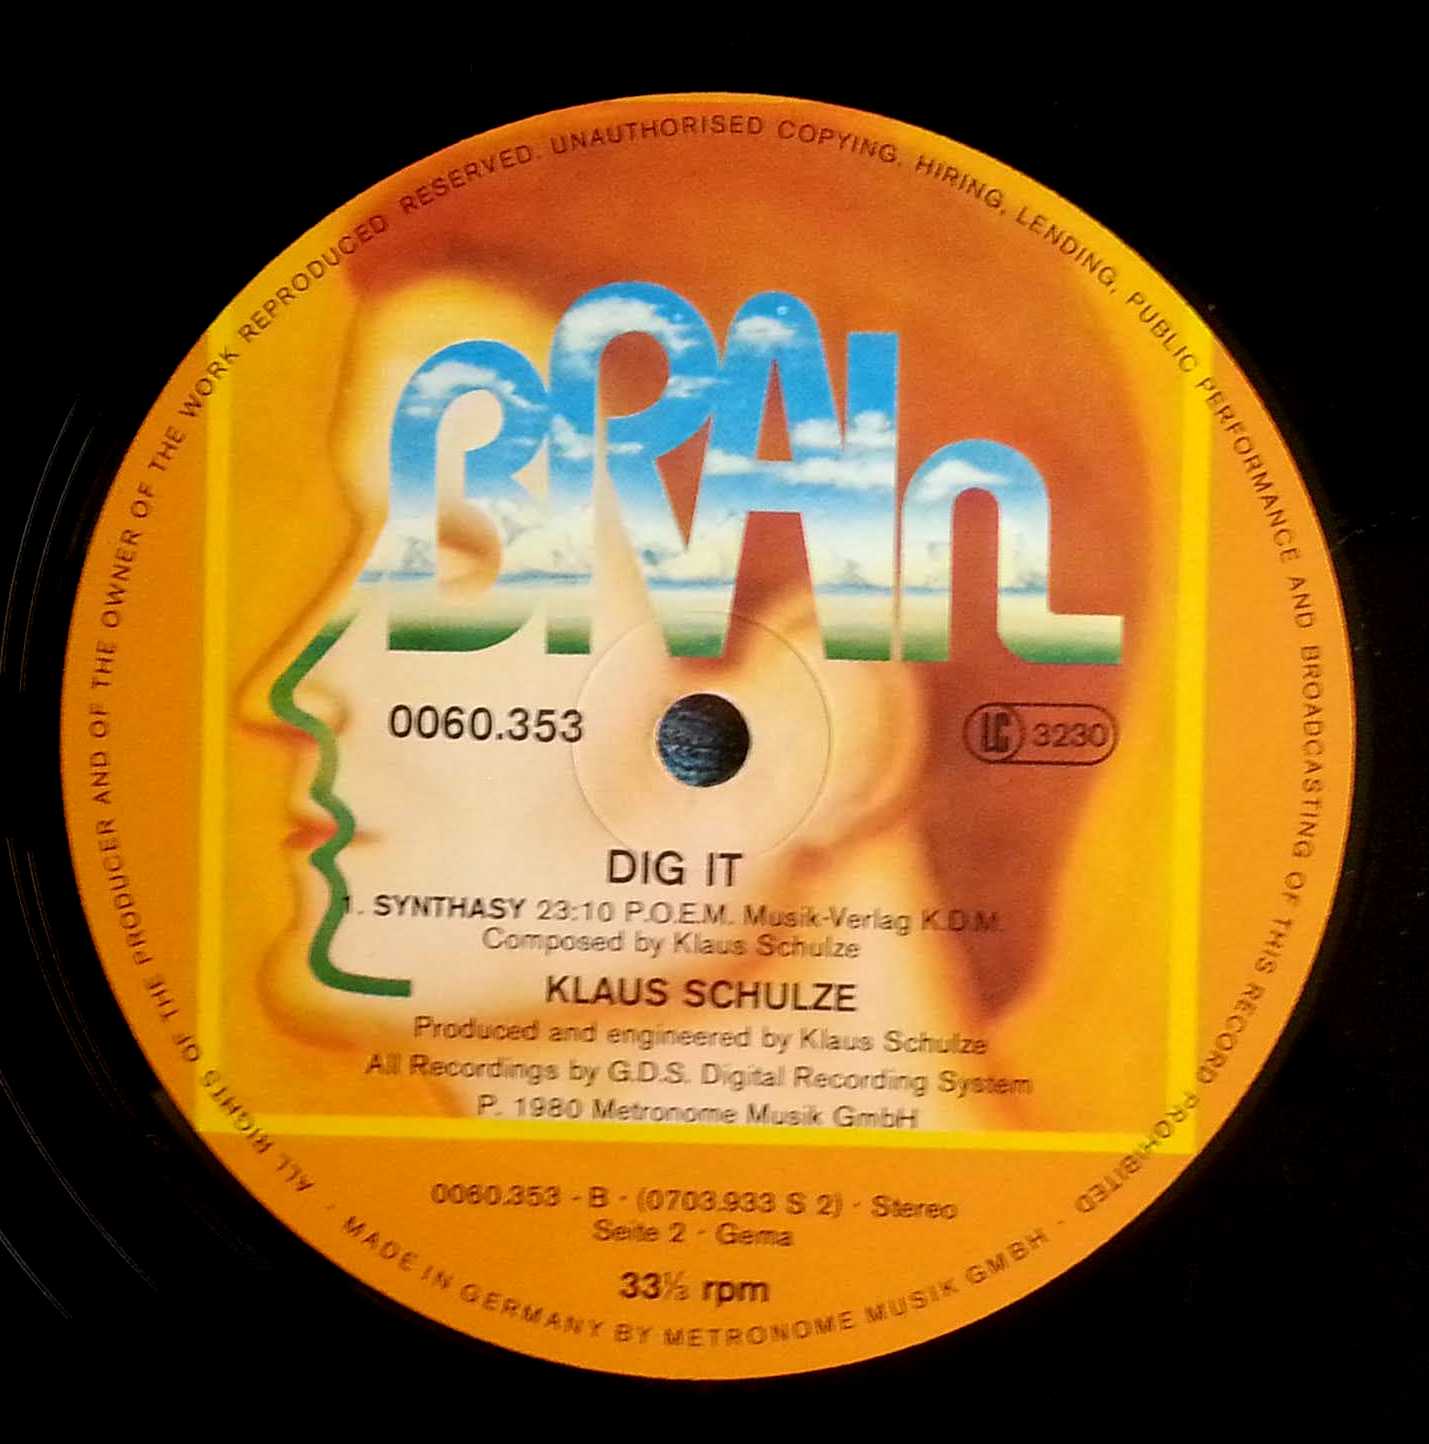 BRAIN
0060.353
LC 3230
DIG IT
1. SYNTHASY 23:10 P.O.E.M. Musik-Verlag K.D.M.
Composed by Klaus Schulze
KLAUS SCHULZE
Produced and engineered by Klaus Schulze
All Recordings by G.D.S. Digital Recording System
P. 1980 Metronome Musik GmbH
0060.353 - B - (0703.933 S 2) - Stereo
Seite 2 - Gema
33⅓ rpm
ALL RIGHTS OF THE PRODUCER AND OF THE OWNER OF THE WORK REPRODUCED RESERVED. UNAUTHORISED COPYING, HIRING, LENDING, PUBLIC PERFORMANCE AND BROADCASTING OF THIS RECORD PROHIBITED - MADE IN GERMANY BY METRONOME MUSIK GMBH -